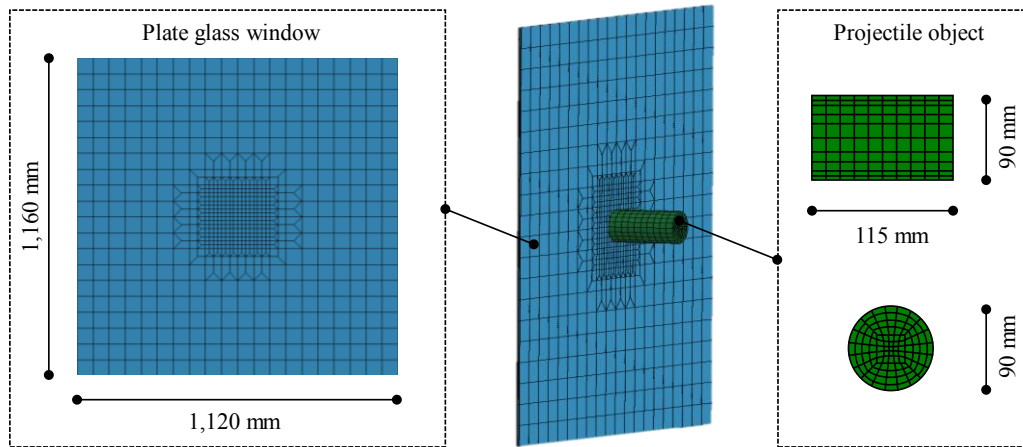 Plate glass window
1,160 mm
1,120 mm
Projectile object
90 mm
115 mm
90 mm